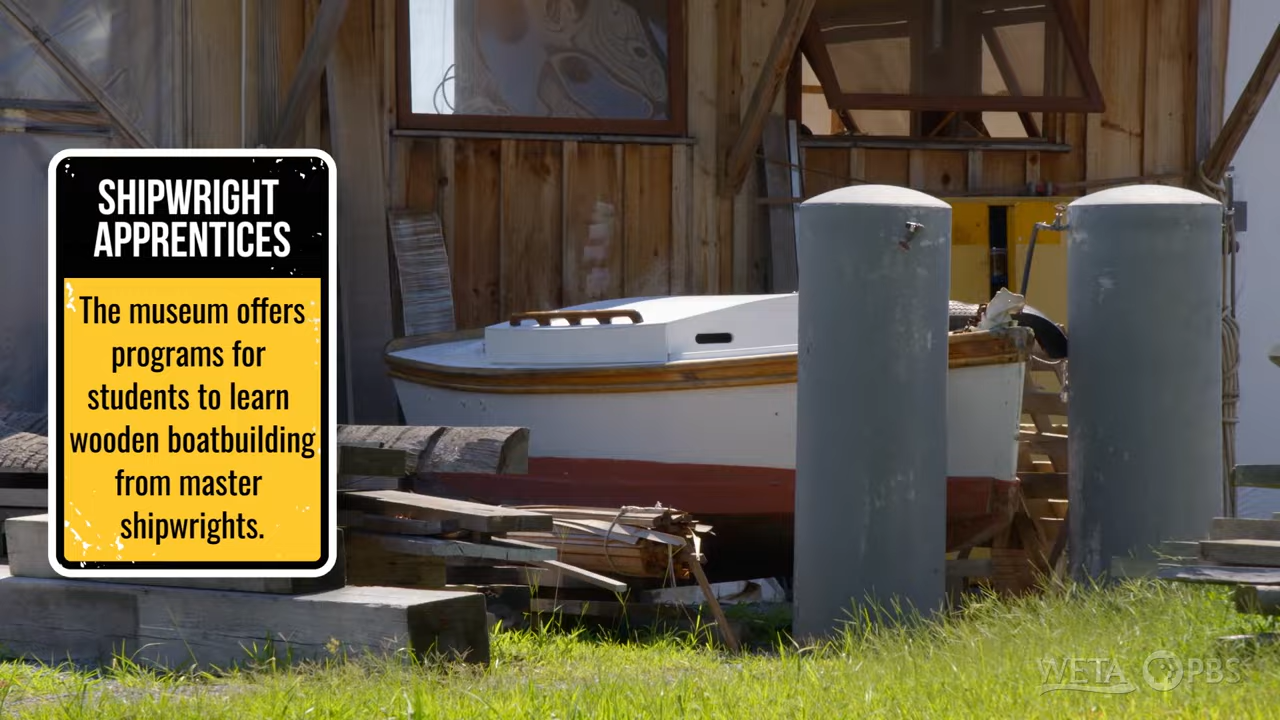 SHIPWRIGHT
APPRENTICES
The museum offers
programs for
students to learn
wooden boatbuilding
from master
shipwrights.
WETA PBS